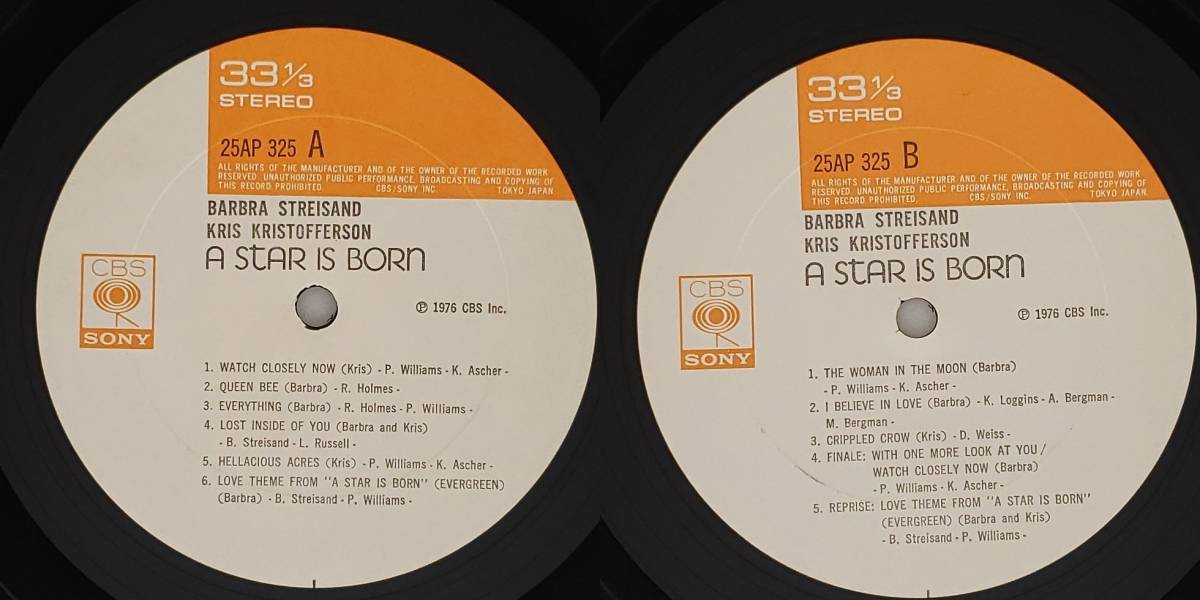 33 1/3
STEREO
25AP 325 A
ALL RIGHTS OF THE MANUFACTURER AND OF THE OWNER OF THE RECORDED WORK
RESERVED. UNAUTHORIZED PUBLIC PERFORMANCE, BROADCASTING AND COPYING OF
THIS RECORD PROHIBITED. CBS/SONY INC. TOKYO JAPAN
BARBRA STREISAND
KRIS KRISTOFFERSON
A STAR IS BORN
CBS
SONY
℗ 1976 CBS Inc.
1. WATCH CLOSELY NOW (Kris) - P. Williams - K. Ascher -
2. QUEEN BEE (Barbra) - R. Holmes -
3. EVERYTHING (Barbra) - R. Holmes - P. Williams -
4. LOST INSIDE OF YOU (Barbra and Kris)
- B. Streisand - L. Russell -
5. HELLACIOUS ACRES (Kris) - P. Williams - K. Ascher -
6. LOVE THEME FROM "A STAR IS BORN" (EVERGREEN)
(Barbra) - B. Streisand - P. Williams -
33 1/3
STEREO
25AP 325 B
ALL RIGHTS OF THE MANUFACTURER AND OF THE OWNER OF THE RECORDED WORK
RESERVED. UNAUTHORIZED PUBLIC PERFORMANCE, BROADCASTING AND COPYING OF
THIS RECORD PROHIBITED. CBS/SONY INC. TOKYO JAPAN
BARBRA STREISAND
KRIS KRISTOFFERSON
A STAR IS BORN
CBS
SONY
℗ 1976 CBS Inc.
1. THE WOMAN IN THE MOON (Barbra)
- P. Williams - K. Ascher -
2. I BELIEVE IN LOVE (Barbra) - K. Loggins - A. Bergman -
M. Bergman -
3. CRIPPLED CROW (Kris) - D. Weiss -
4. FINALE: WITH ONE MORE LOOK AT YOU /
WATCH CLOSELY NOW (Barbra)
- P. Williams - K. Ascher -
5. REPRISE: LOVE THEME FROM "A STAR IS BORN"
(EVERGREEN) (Barbra and Kris)
- B. Streisand - P. Williams -